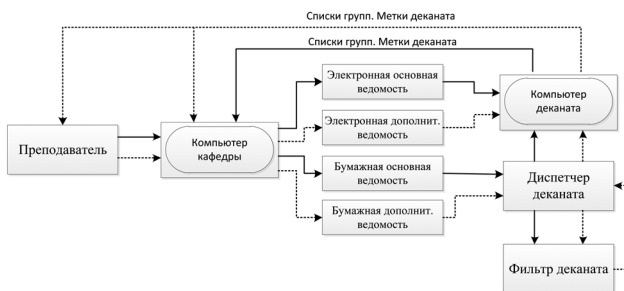 Списки групп. Метки деканата
Списки групп. Метки деканата
Электронная основная
ведомость
Компьютер
деканата
Электронная дополнит.
ведомость
Преподаватель
Компьютер
кафедры
Бумажная основная
ведомость
Диспетчер
деканата
Бумажная дополнит.
ведомость
Фильтр деканата